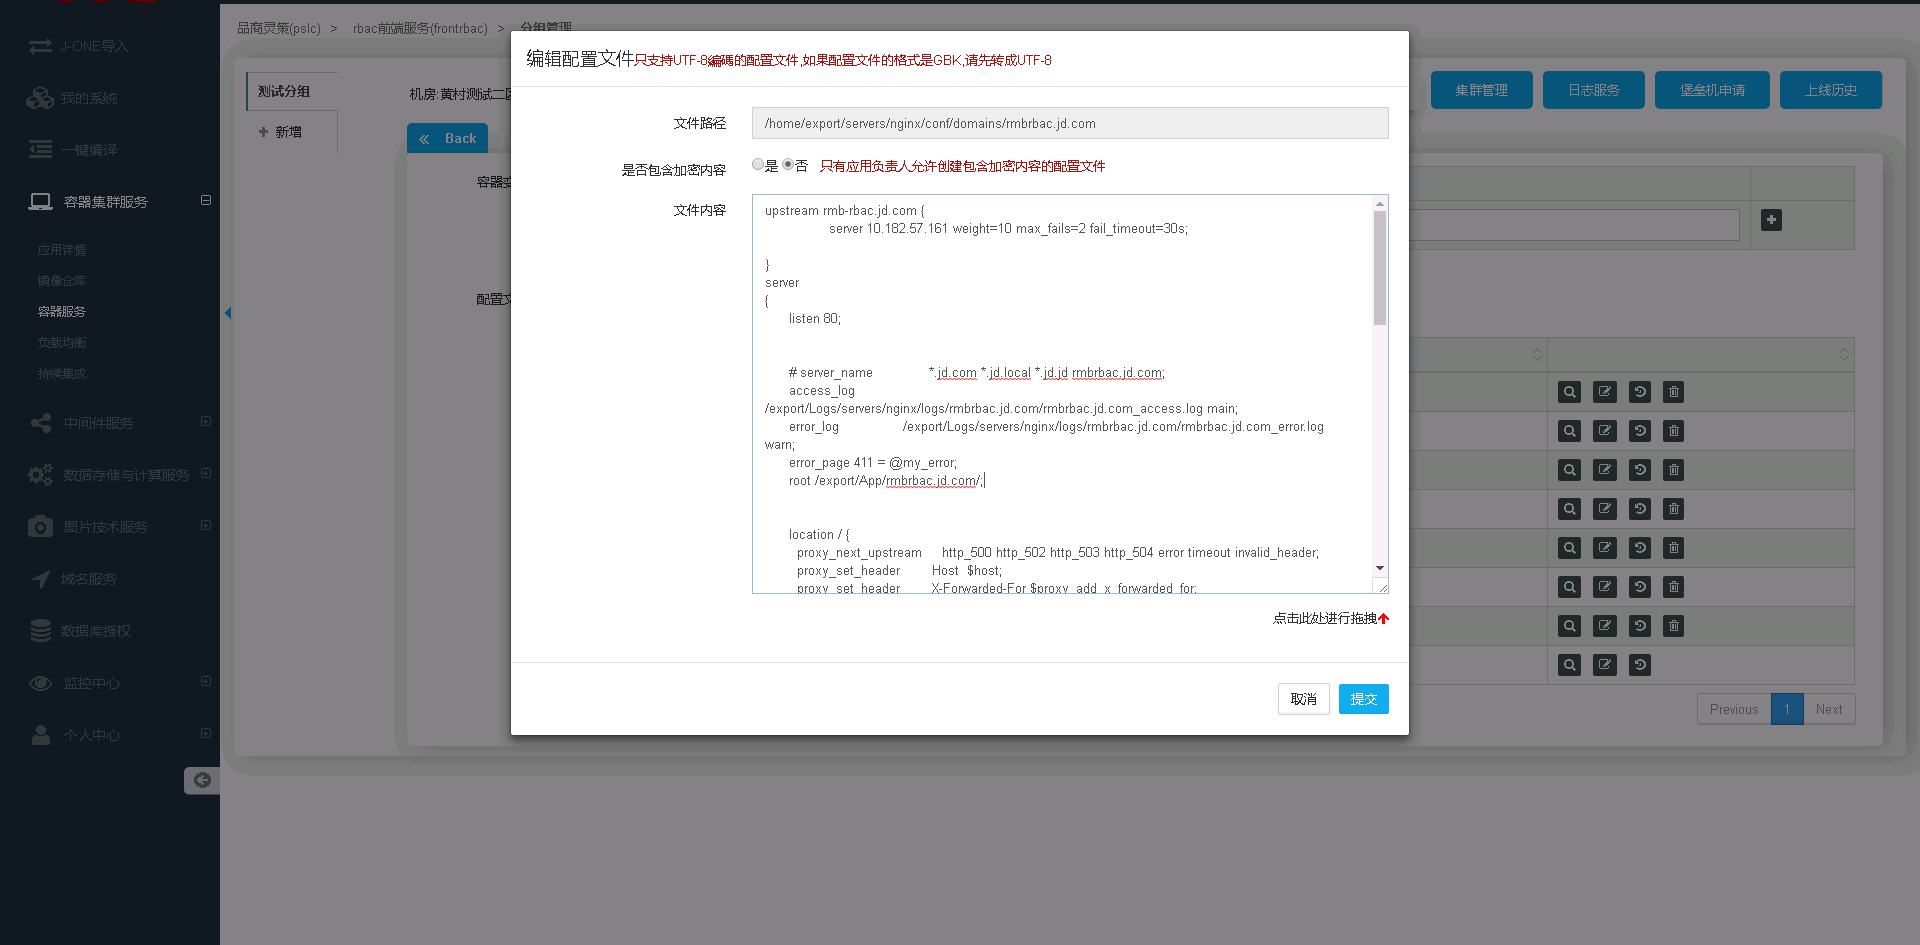 品商灵策(pslc) > rbac前端服务(frontrbac) > 分组管理
J-ONE导入
我的系统
一键编译
容器集群服务
应用详情
镜像仓库
容器服务
负载均衡
持续集成
中间件服务
数据存储与计算服务
图片技术服务
域名服务
数据库授权
监控中心
个人中心
测试分组
新增
机房:黄村测试二区
Back
集群管理
日志服务
堡垒机申请
上线历史
编辑配置文件只支持UTF-8编碼的配置文件,如果配置文件的格式是GBK,请先转成UTF-8
文件路径
/home/export/servers/nginx/conf/domains/rmbrbac.jd.com
是否包含加密内容
是 否 只有应用负责人允许创建包含加密内容的配置文件
文件内容
upstream rmb-rbac.jd.com {
server 10.182.57.161 weight=10 max_fails=2 fail_timeout=30s;
}
server
{
listen 80;
# server_name *.jd.com *.jd.local *.jd.jd rmbrbac.jd.com;
access_log
/export/Logs/servers/nginx/logs/rmbrbac.jd.com/rmbrbac.jd.com_access.log main;
error_log /export/Logs/servers/nginx/logs/rmbrbac.jd.com/rmbrbac.jd.com_error.log
warn;
error_page 411 = @my_error;
root /export/App/rmbrbac.jd.com/;
location / {
proxy_next_upstream http_500 http_502 http_503 http_504 error timeout invalid_header;
proxy_set_header Host $host;
proxy_set_header X-Forwarded-For $proxy_add_x_forwarded_for;
点击此处进行拖拽
取消
提交
Previous 1 Next